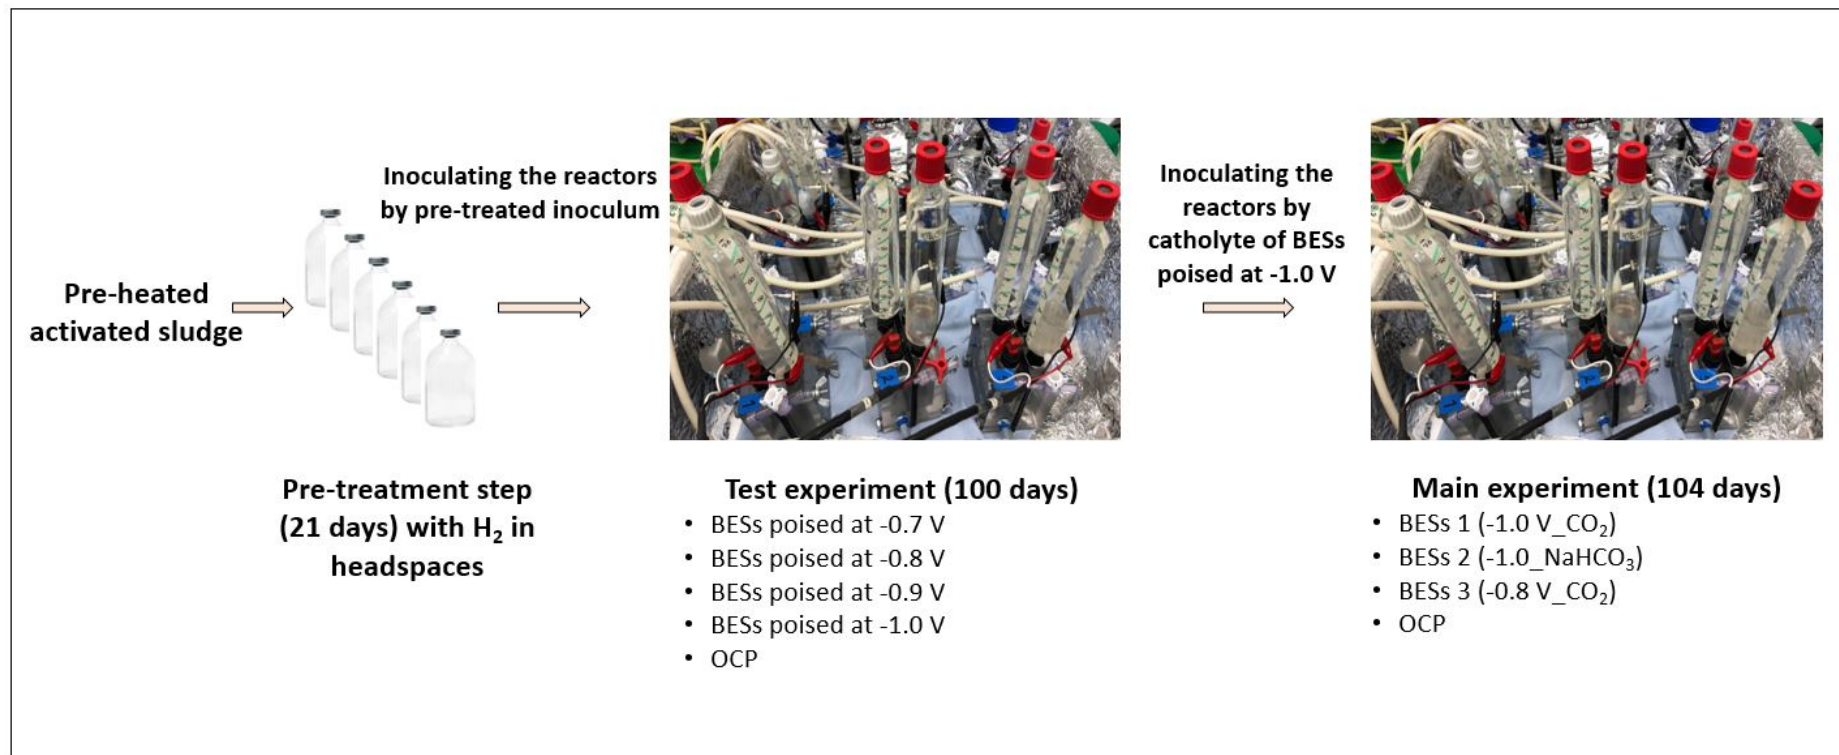 Pre-heated
activated sludge
Inoculating the reactors
by pre-treated inoculum
Pre-treatment step
(21 days) with H₂ in
headspaces
Test experiment (100 days)
• BESs poised at -0.7 V
• BESs poised at -0.8 V
• BESs poised at -0.9 V
• BESs poised at -1.0 V
• OCP
Inoculating the
reactors by
catholyte of BESs
poised at -1.0 V
Main experiment (104 days)
• BESs 1 (-1.0 V_CO₂)
• BESs 2 (-1.0_NaHCO₃)
• BESs 3 (-0.8 V_CO₂)
• OCP